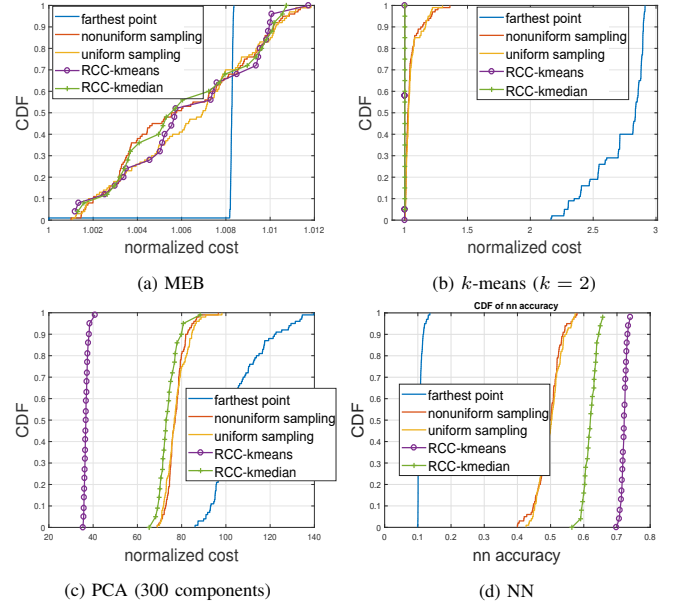 farthest point
nonuniform sampling
uniform sampling
RCC-kmeans
RCC-kmedian
CDF
1
0.9
0.8
0.7
0.6
0.5
0.4
0.3
0.2
0.1
0
1 1.002 1.004 1.006 1.008 1.01 1.012
normalized cost
(a) MEB
farthest point
nonuniform sampling
uniform sampling
RCC-kmeans
RCC-kmedian
CDF
1
0.9
0.8
0.7
0.6
0.5
0.4
0.3
0.2
0.1
0
1 1.5 2 2.5 3
normalized cost
(b) k-means (k = 2)
farthest point
nonuniform sampling
uniform sampling
RCC-kmeans
RCC-kmedian
CDF
1
0.9
0.8
0.7
0.6
0.5
0.4
0.3
0.2
0.1
0
20 40 60 80 100 120 140
normalized cost
(c) PCA (300 components)
CDF of nn accuracy
farthest point
nonuniform sampling
uniform sampling
RCC-kmeans
RCC-kmedian
CDF
1
0.9
0.8
0.7
0.6
0.5
0.4
0.3
0.2
0.1
0
0 0.1 0.2 0.3 0.4 0.5 0.6 0.7 0.8
nn accuracy
(d) NN